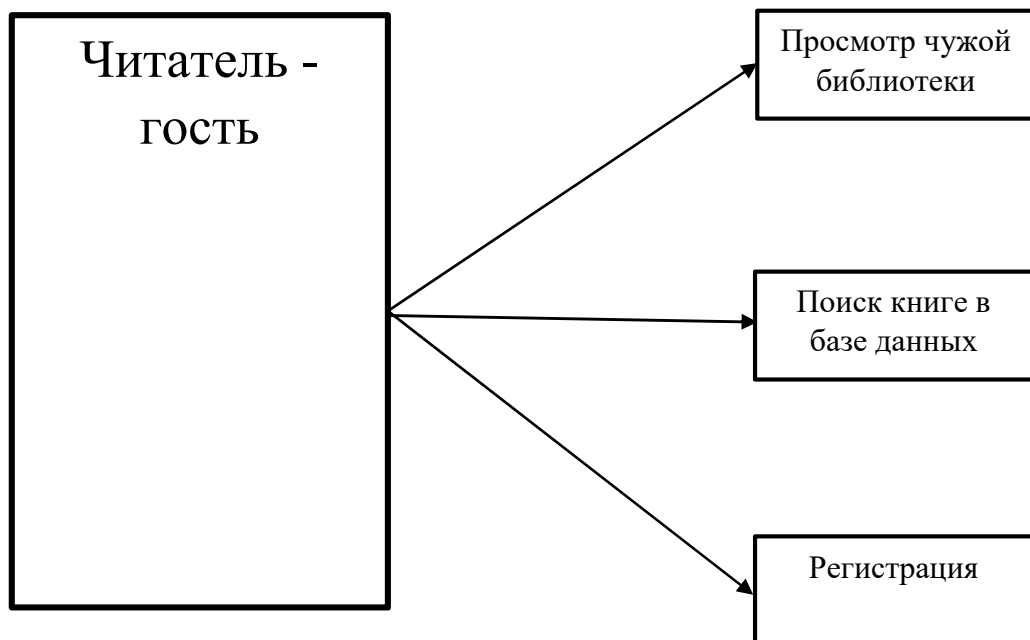 Читатель -
гость
Просмотр чужой
библиотеки
Поиск книге в
базе данных
Регистрация